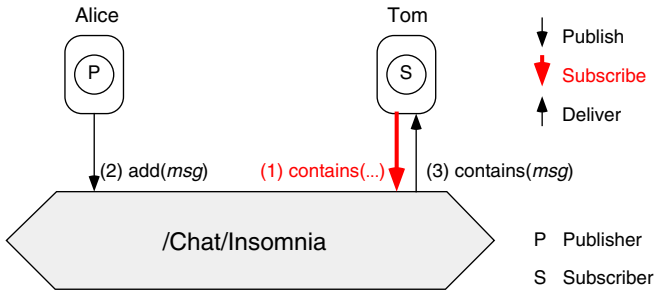 Alice
Tom
P
S
Publish
Subscribe
Deliver
(2) add(msg)
(1) contains(...)
(3) contains(msg)
/Chat/Insomnia
P Publisher
S Subscriber